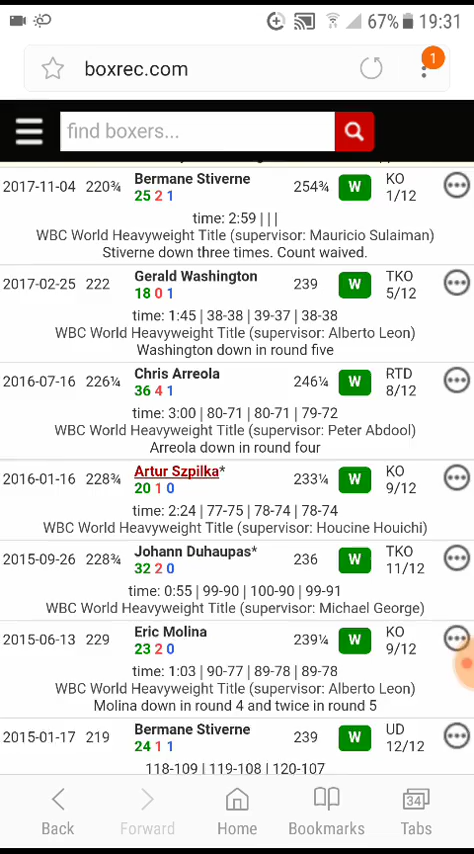 67% 19:31
boxrec.com
1
find boxers...
2017-11-04 220¾ Bermane Stiverne 254¾ W KO
25 2 1 1/12
time: 2:59 | | |
WBC World Heavyweight Title (supervisor: Mauricio Sulaiman)
Stiverne down three times. Count waived.
2017-02-25 222 Gerald Washington 239 W TKO
18 0 1 5/12
time: 1:45 | 38-38 | 39-37 | 38-38
WBC World Heavyweight Title (supervisor: Alberto Leon)
Washington down in round five
2016-07-16 226¼ Chris Arreola 246¼ W RTD
36 4 1 8/12
time: 3:00 | 80-71 | 80-71 | 79-72
WBC World Heavyweight Title (supervisor: Peter Abdool)
Arreola down in round four
2016-01-16 228¾ Artur Szpilka* 233¼ W KO
20 1 0 9/12
time: 2:24 | 77-75 | 78-74 | 78-74
WBC World Heavyweight Title (supervisor: Houcine Houichi)
2015-09-26 228¾ Johann Duhaupas* 236 W TKO
32 2 0 11/12
time: 0:55 | 99-90 | 100-90 | 99-91
WBC World Heavyweight Title (supervisor: Michael George)
2015-06-13 229 Eric Molina 239¼ W KO
23 2 0 9/12
time: 1:03 | 90-77 | 89-78 | 89-78
WBC World Heavyweight Title (supervisor: Alberto Leon)
Molina down in round 4 and twice in round 5
2015-01-17 219 Bermane Stiverne 239 W UD
24 1 1 12/12
118-109 | 119-108 | 120-107
34
Back Forward Home Bookmarks Tabs